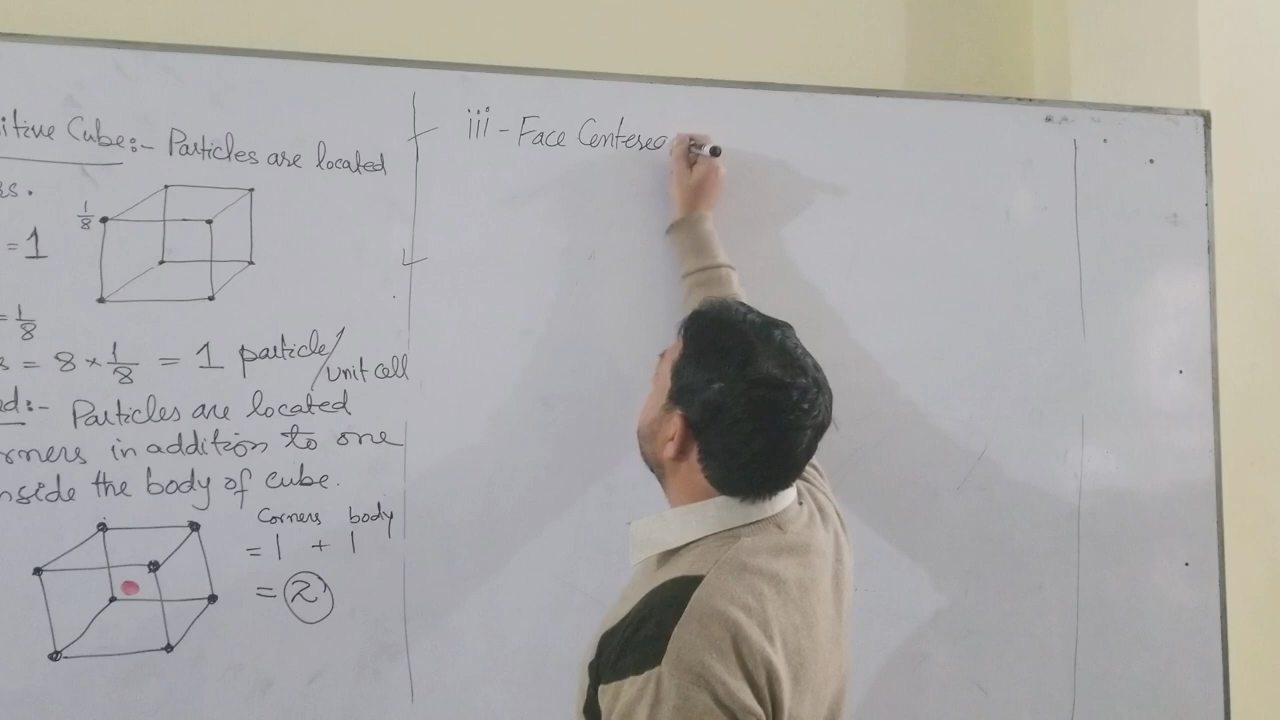 itive Cube:- Particles are located
rs.
1/8
= 1
= 1/8
s = 8 × 1/8 = 1 particle/unit cell
ed:- Particles are located
rners in addition to one
nside the body of cube.
Corners body
= 1 + 1
= 2
iii - Face Centered